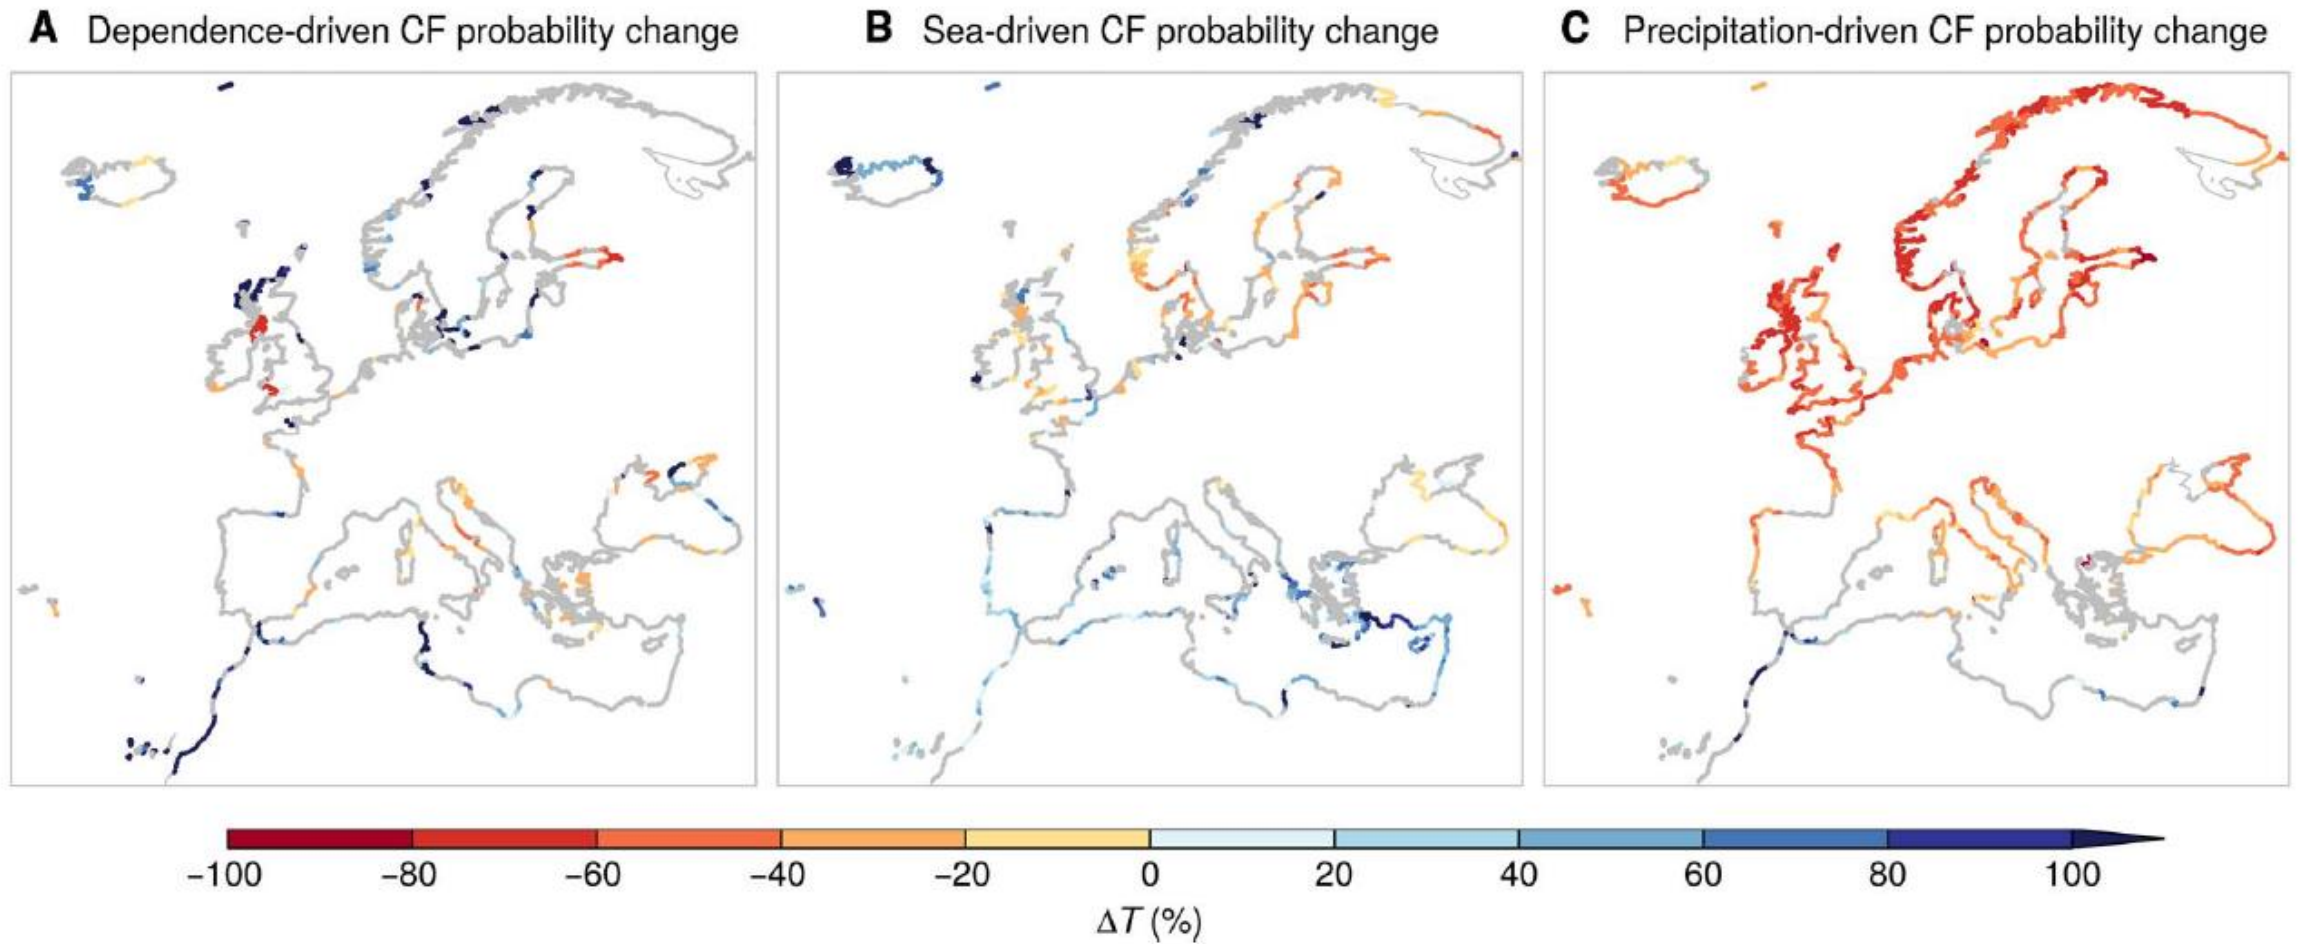 A Dependence-driven CF probability change
B Sea-driven CF probability change
C Precipitation-driven CF probability change
−100 −80 −60 −40 −20 0 20 40 60 80 100
ΔT (%)